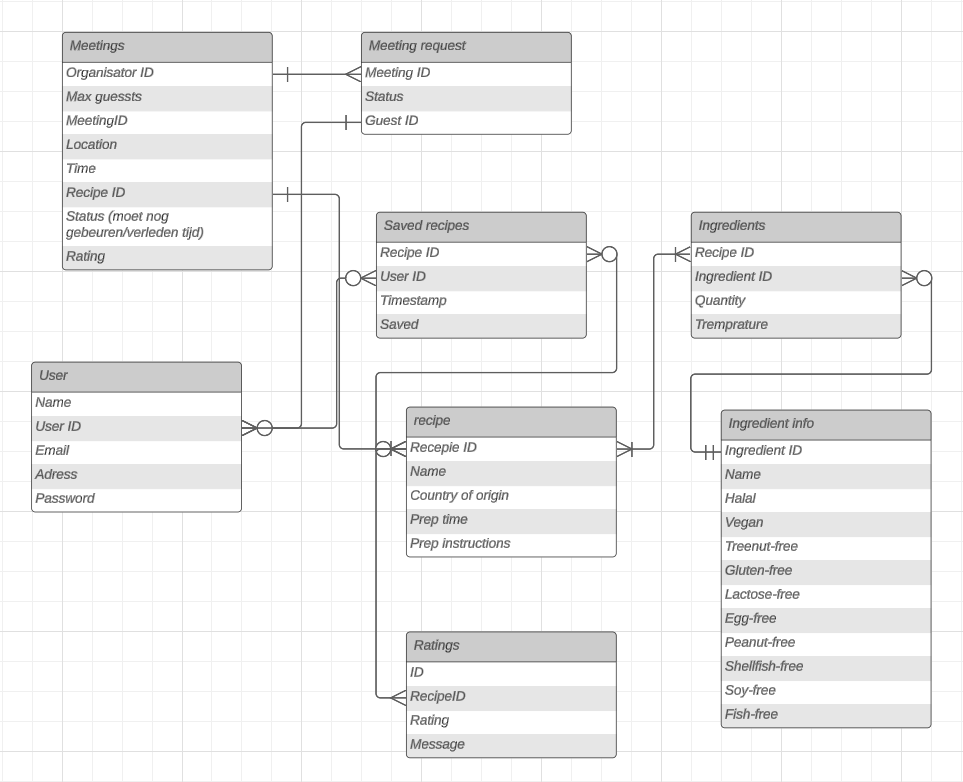 Meetings
Organisator ID
Max guessts
MeetingID
Location
Time
Recipe ID
Status (moet nog
gebeuren/verleden tijd)
Rating
Meeting request
Meeting ID
Status
Guest ID
Saved recipes
Recipe ID
User ID
Timestamp
Saved
Ingredients
Recipe ID
Ingredient ID
Quantity
Tremprature
User
Name
User ID
Email
Adress
Password
recipe
Recepie ID
Name
Country of origin
Prep time
Prep instructions
Ingredient info
Ingredient ID
Name
Halal
Vegan
Treenut-free
Gluten-free
Lactose-free
Egg-free
Peanut-free
Shellfish-free
Soy-free
Fish-free
Ratings
ID
RecipeID
Rating
Message